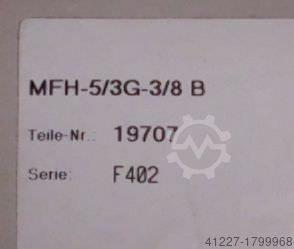 MFH-5/3G-3/8 B
Teile-Nr.: 19707
Serie: F402
41227-1799968